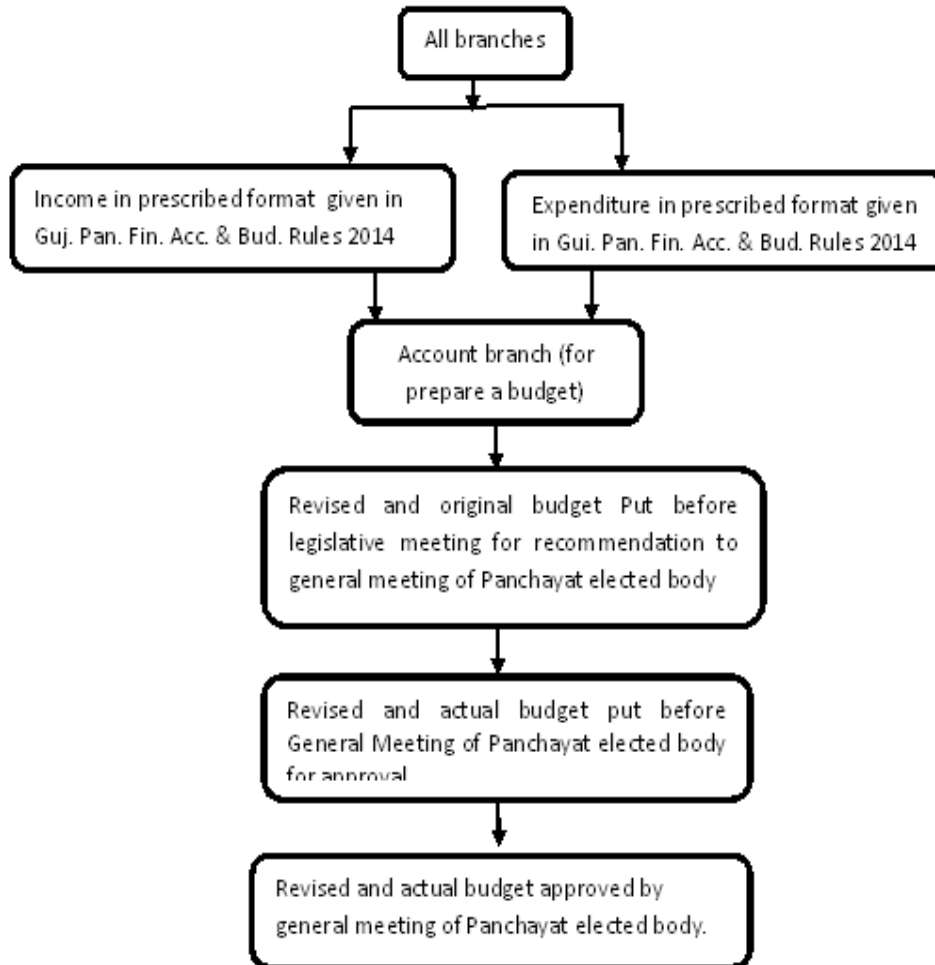 All branches
Income in prescribed format given in
Guj. Pan. Fin. Acc. & Bud. Rules 2014
Expenditure in prescribed format given
in Gui. Pan. Fin. Acc. & Bud. Rules 2014
Account branch (for
prepare a budget)
Revised and original budget Put before
legislative meeting for recommendation to
general meeting of Panchayat elected body
Revised and actual budget put before
General Meeting of Panchayat elected body
for approval
Revised and actual budget approved by
general meeting of Panchayat elected body.